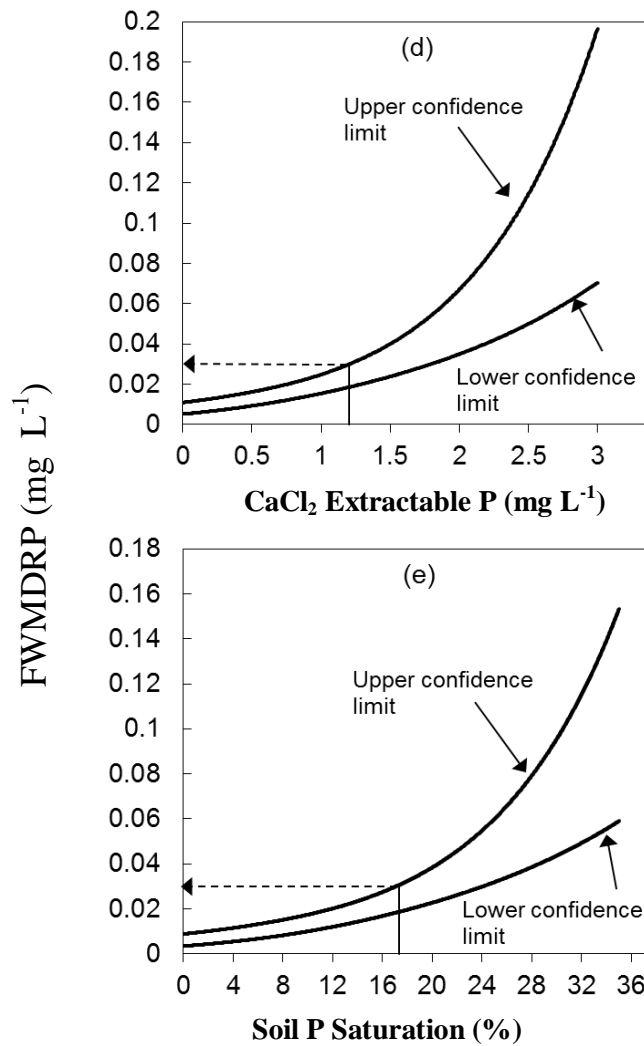 FWMDRP (mg L-1)
(d)
0.2
0.18
0.16
0.14
0.12
0.1
0.08
0.06
0.04
0.02
0
Upper confidence
limit
Lower confidence
limit
0 0.5 1 1.5 2 2.5 3
CaCl2 Extractable P (mg L-1)
(e)
0.18
0.16
0.14
0.12
0.1
0.08
0.06
0.04
0.02
0
Upper confidence
limit
Lower confidence
limit
0 4 8 12 16 20 24 28 32 36
Soil P Saturation (%)